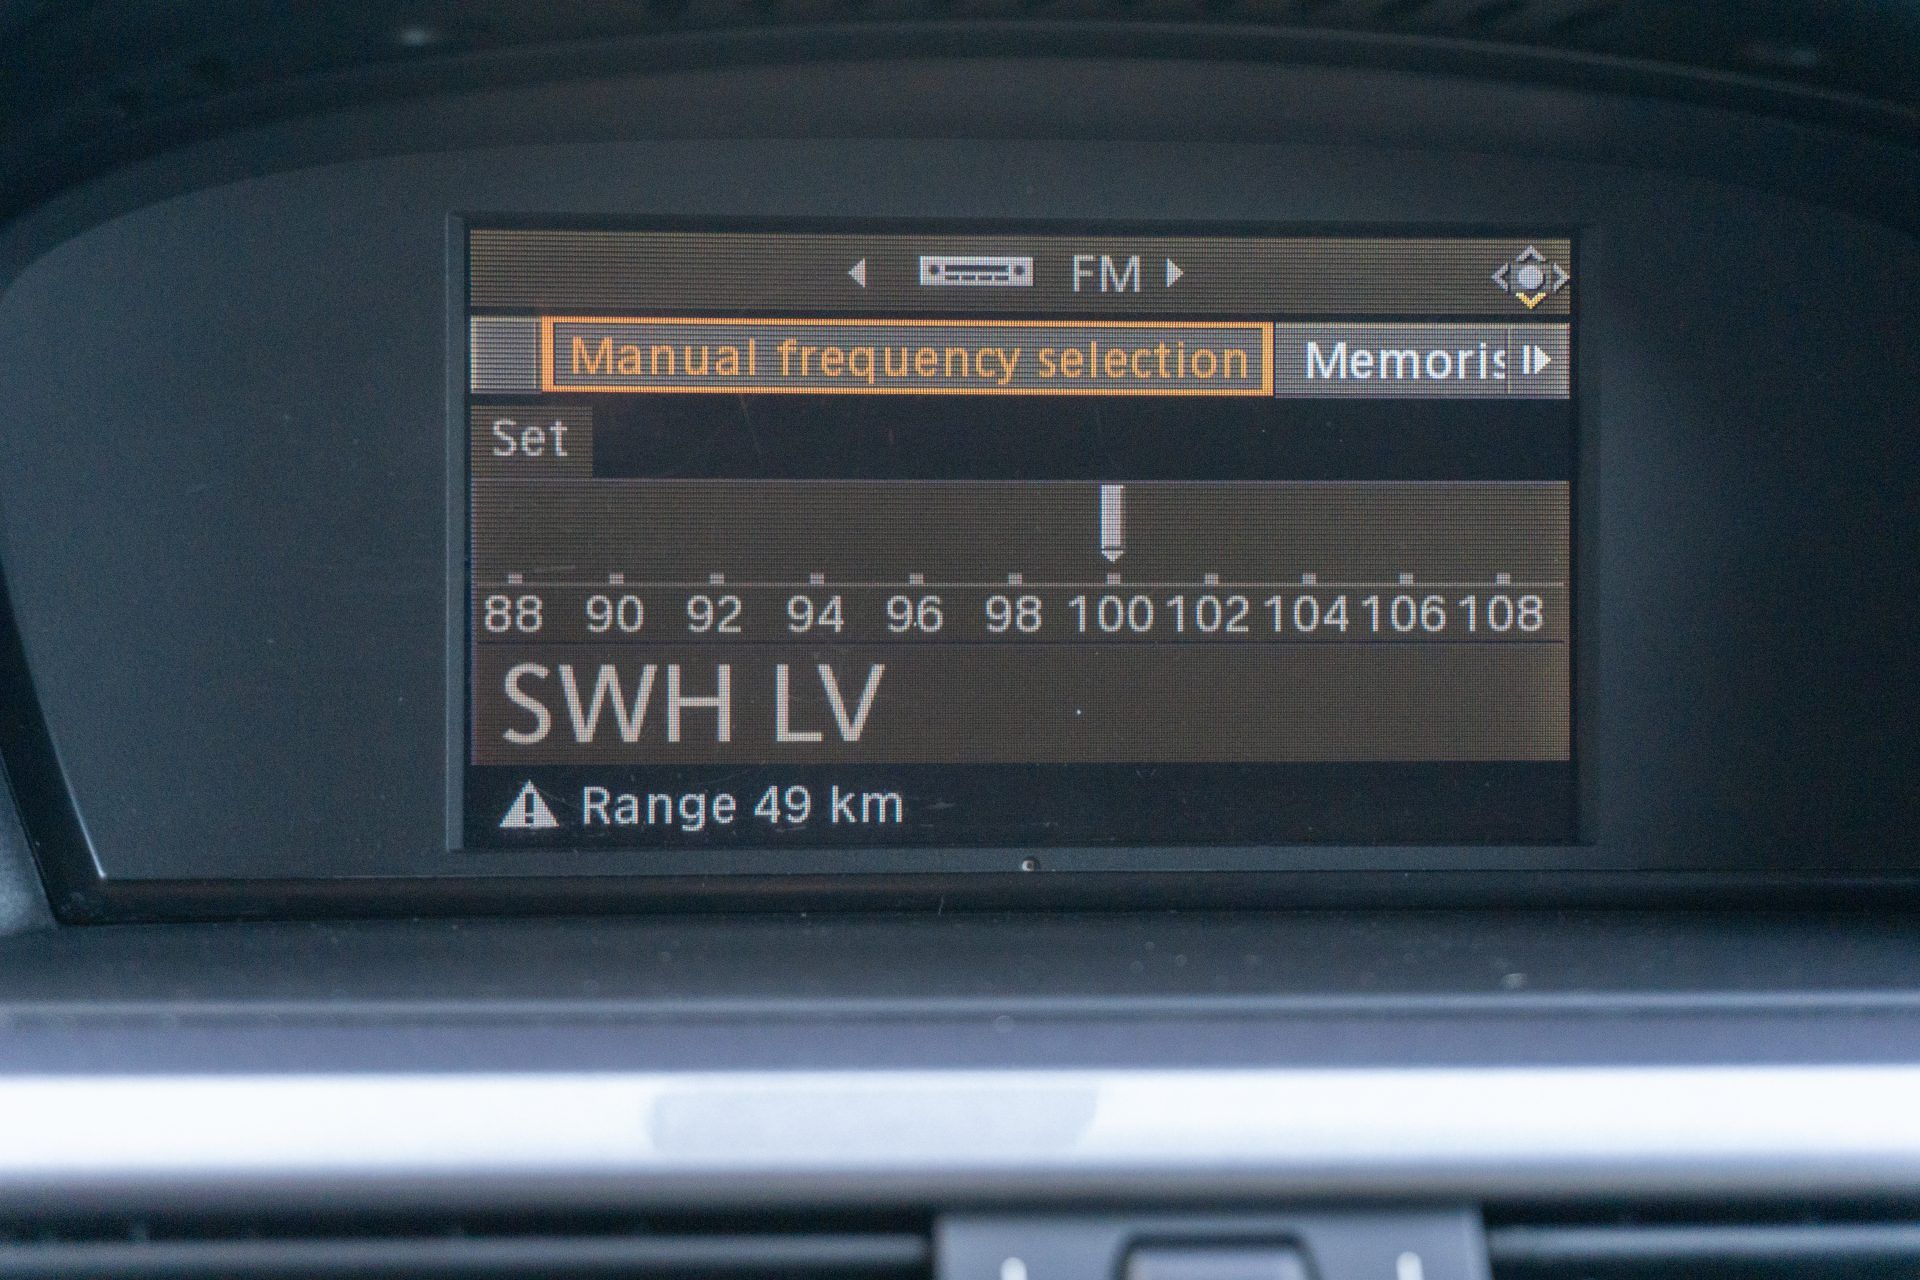 FM
Manual frequency selection Memoris
Set
88 90 92 94 96 98 100 102 104 106 108
SWH LV
Range 49 km